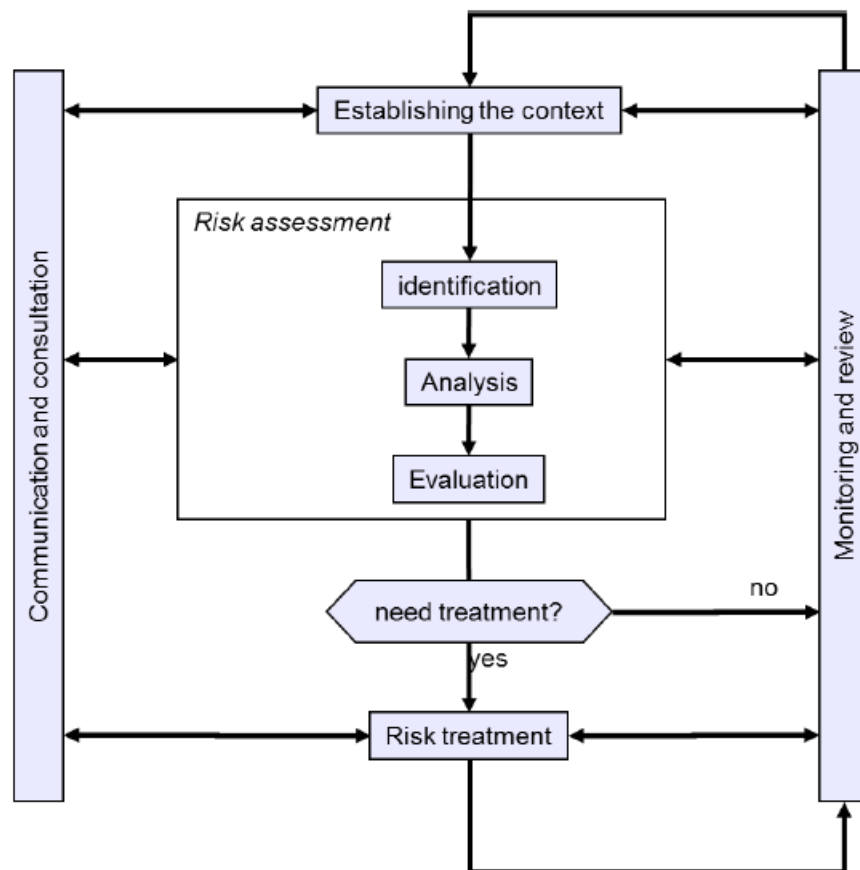 Establishing the context
Risk assessment
identification
Analysis
Evaluation
need treatment?
no
yes
Risk treatment
Communication and consultation
Monitoring and review